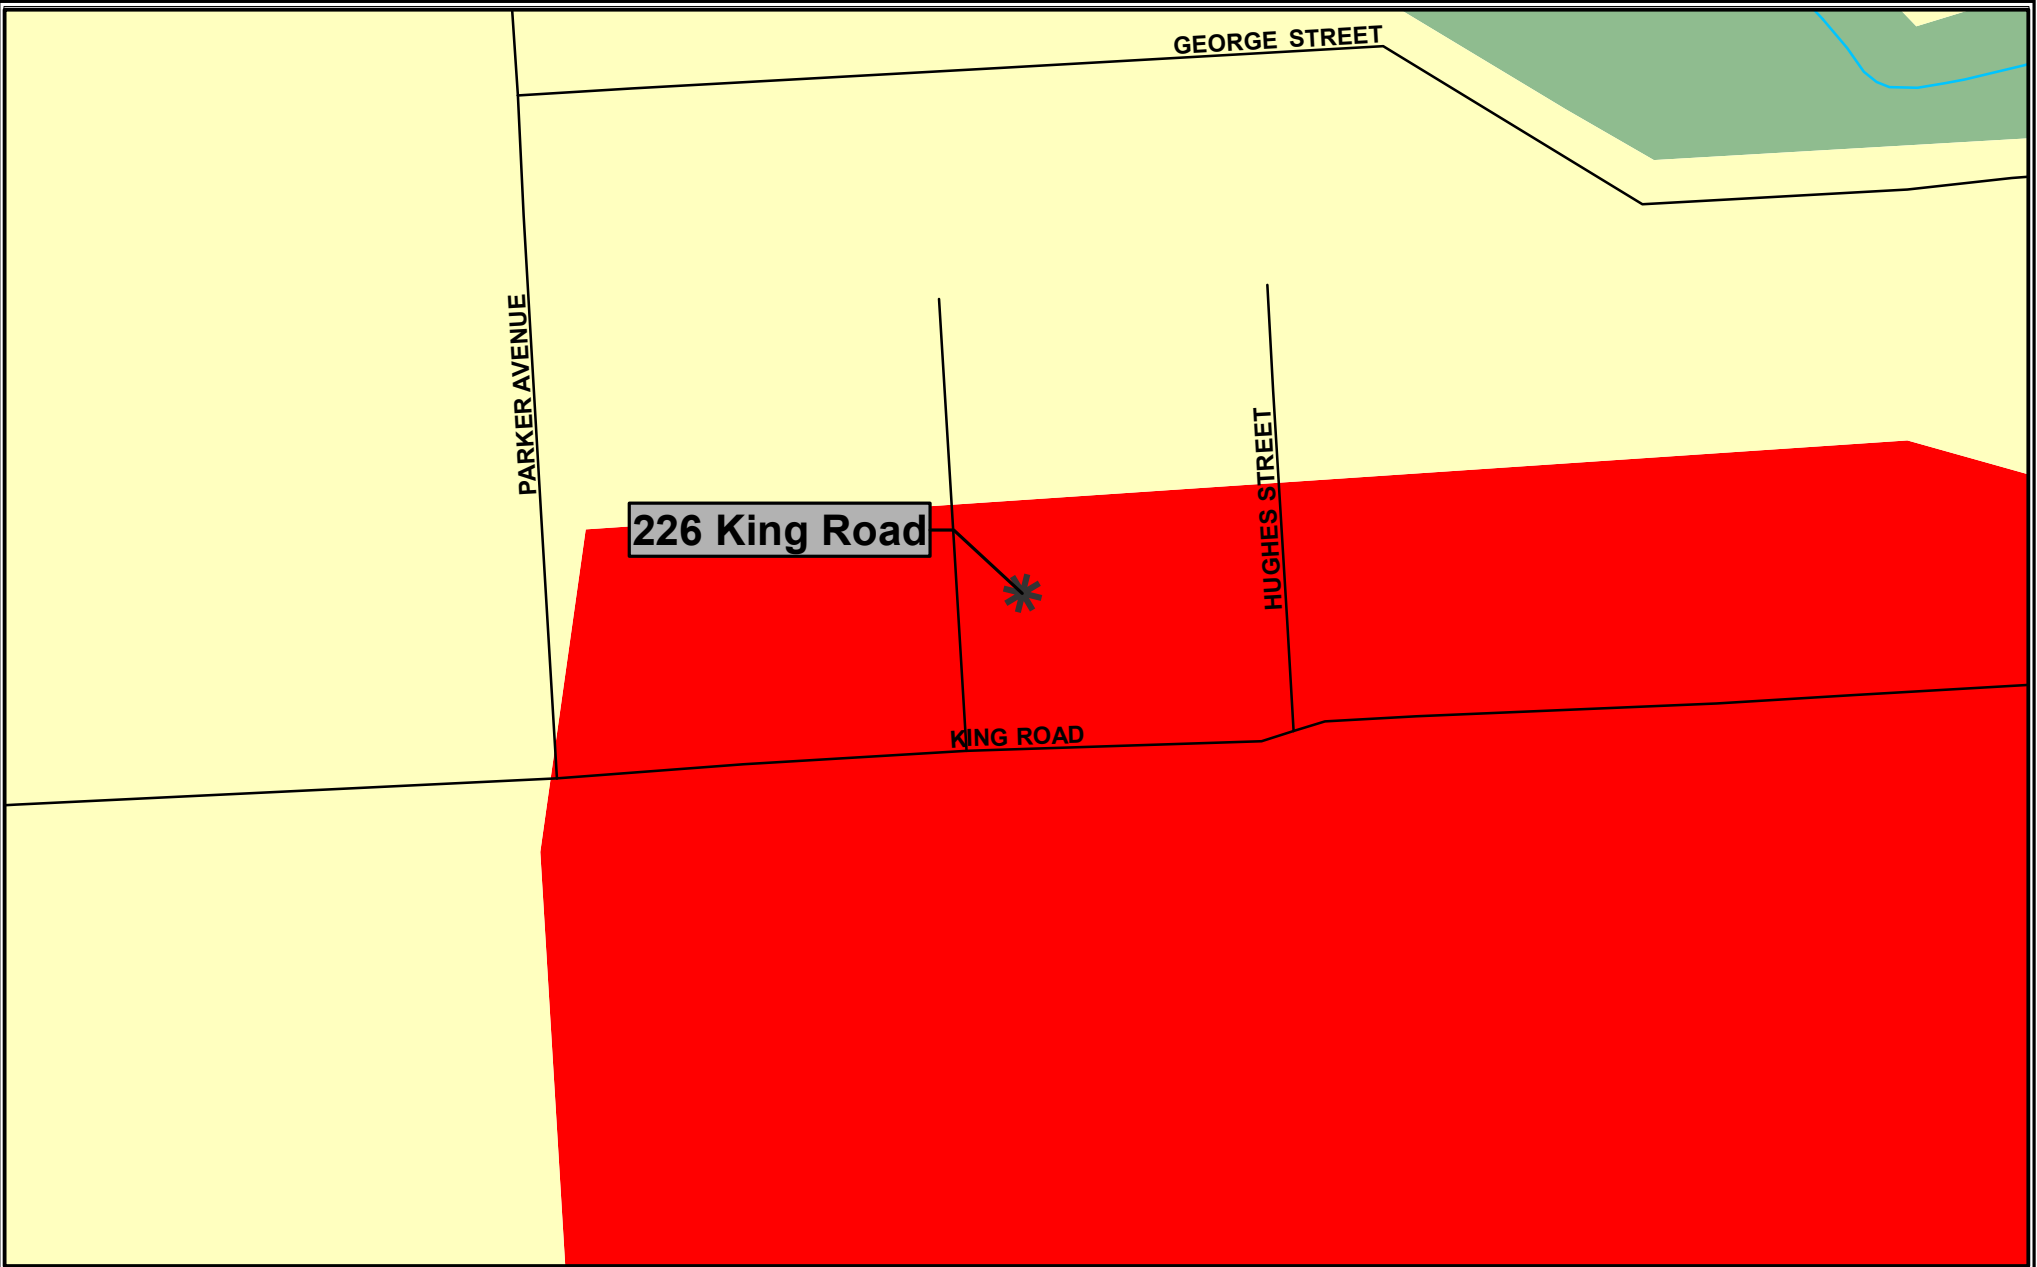 GEORGE STREET
PARKER AVENUE
HUGHES STREET
226 King Road
KING ROAD